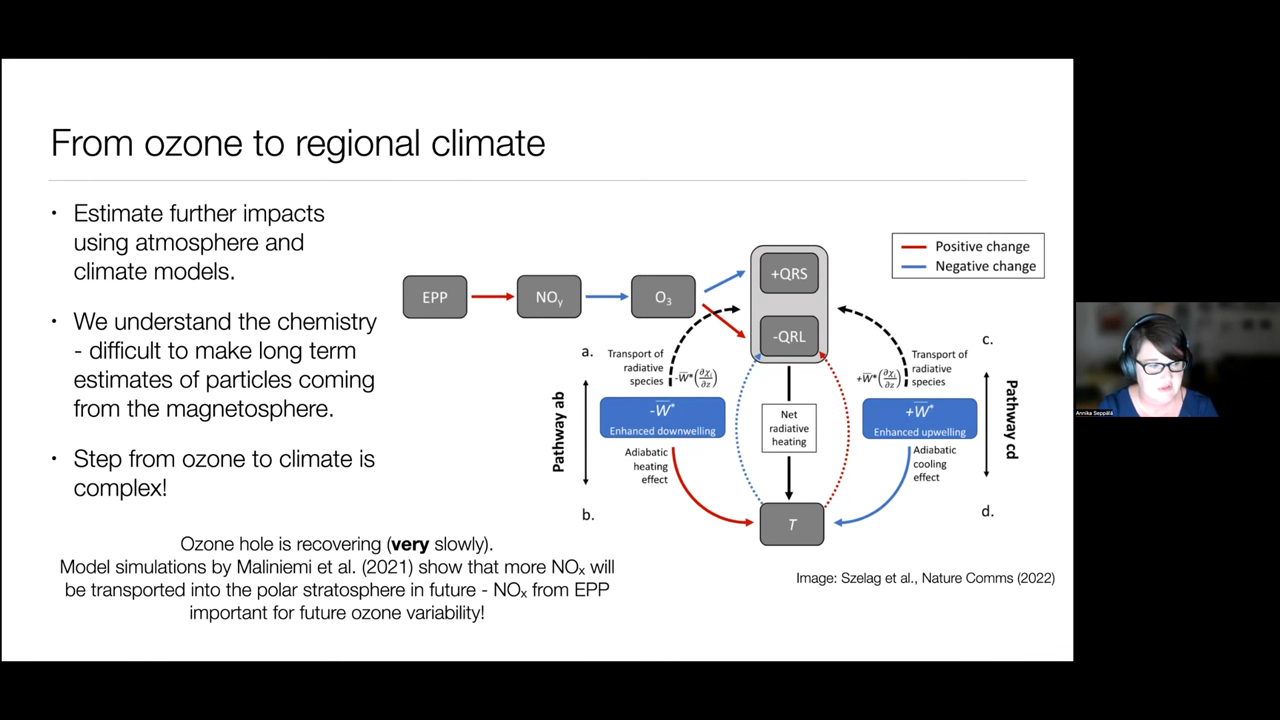 From ozone to regional climate
• Estimate further impacts
using atmosphere and
climate models.
• We understand the chemistry
- difficult to make long term
estimates of particles coming
from the magnetosphere.
• Step from ozone to climate is
complex!
Ozone hole is recovering (very slowly).
Model simulations by Maliniemi et al. (2021) show that more NOₓ will
be transported into the polar stratosphere in future - NOₓ from EPP
important for future ozone variability!
Positive change
Negative change
EPP
NOᵧ
O₃
+QRS
-QRL
a.
Transport of
radiative
species
-W̅*(∂χᵢ/∂z)
Pathway ab
-W̅*
Enhanced downwelling
Adiabatic
heating
effect
b.
Net
radiative
heating
T
c.
Transport of
radiative
species
+W̅*(∂χᵢ/∂z)
Pathway cd
+W̅*
Enhanced upwelling
Adiabatic
cooling
effect
d.
Image: Szelag et al., Nature Comms (2022)
Annika Seppälä